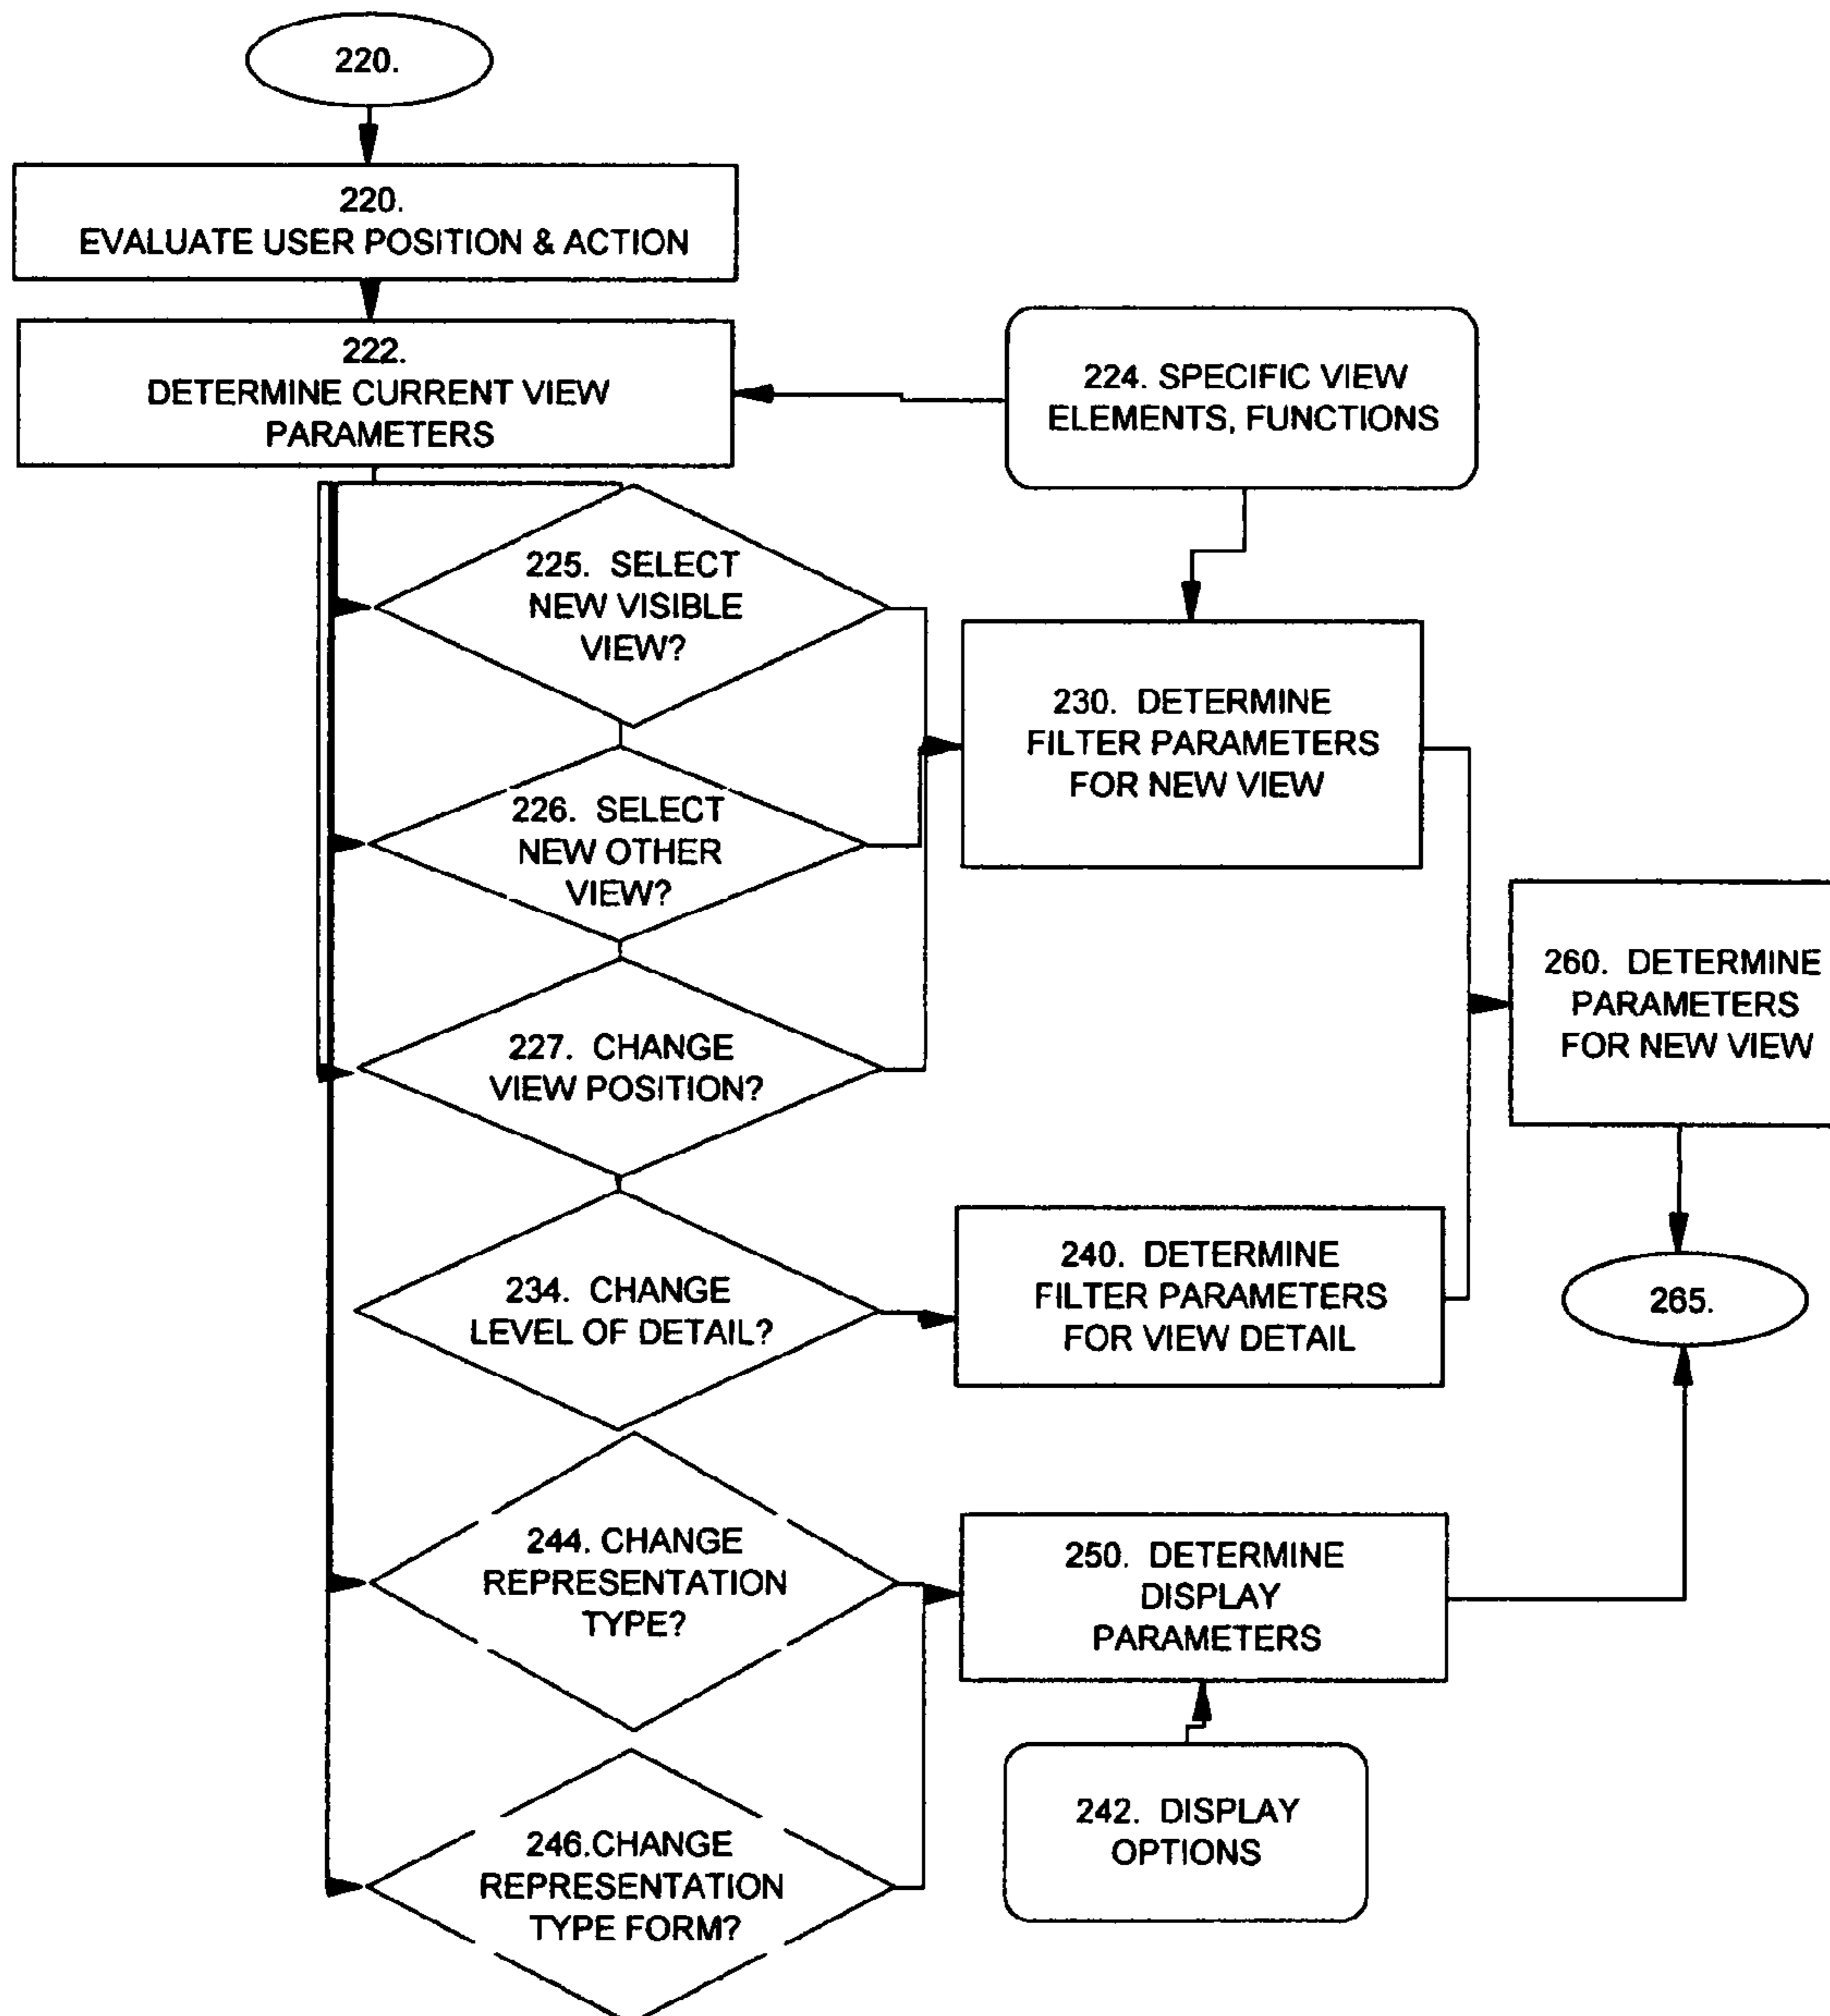 220.
220.
EVALUATE USER POSITION & ACTION
222.
DETERMINE CURRENT VIEW
PARAMETERS
224. SPECIFIC VIEW
ELEMENTS, FUNCTIONS
225. SELECT
NEW VISIBLE
VIEW?
226. SELECT
NEW OTHER
VIEW?
227. CHANGE
VIEW POSITION?
230. DETERMINE
FILTER PARAMETERS
FOR NEW VIEW
260. DETERMINE
PARAMETERS
FOR NEW VIEW
234. CHANGE
LEVEL OF DETAIL?
240. DETERMINE
FILTER PARAMETERS
FOR VIEW DETAIL
265.
244. CHANGE
REPRESENTATION
TYPE?
250. DETERMINE
DISPLAY
PARAMETERS
246.CHANGE
REPRESENTATION
TYPE FORM?
242. DISPLAY
OPTIONS